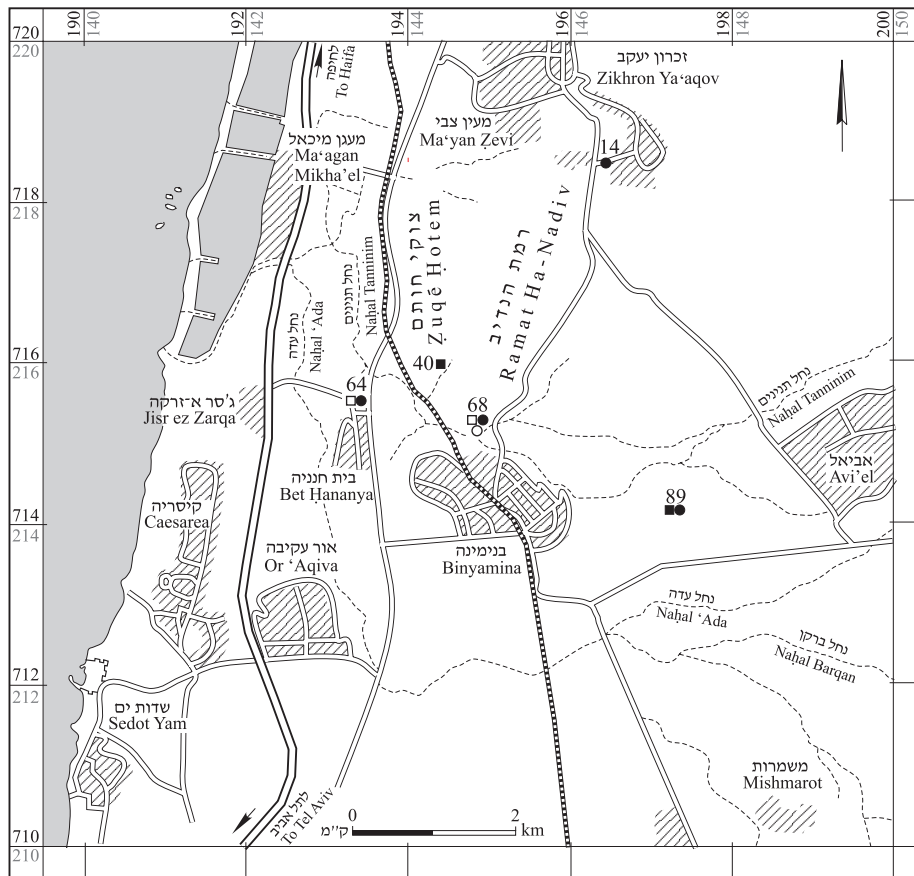 190 192 194 196 198 200
140 142 144 146 148 150
720
220
718
218
716
216
714
214
712
212
710
210
לחיפה
To Haifa
זכרון יעקב
Zikhron Ya‘aqov
מעין צבי
Ma‘yan Zevi
מעגן מיכאל
Ma‘agan
Mikha’el
14
צוקי חותם
Zuqé Ḥotem
רמת הנדיב
Ramat Ha-Nadiv
נחל תנינים
Naḥal Tanninim
נחל עדה
Naḥal ‘Ada
40
64
68
נחל תנינים
Naḥal Tanninim
ג'סר א-זרקה
Jisr ez Zarqa
אביאל
Avi’el
בית חנניה
Bet Hananya
89
קיסריה
Caesarea
אור עקיבה
Or ‘Aqiva
בנימינה
Binyamina
נחל עדה
Naḥal ‘Ada
נחל ברקן
Naḥal Barqan
שדות ים
Sedot Yam
משמרות
Mishmarot
לתל אביב
To Tel Aviv
0 2
ק"מ km